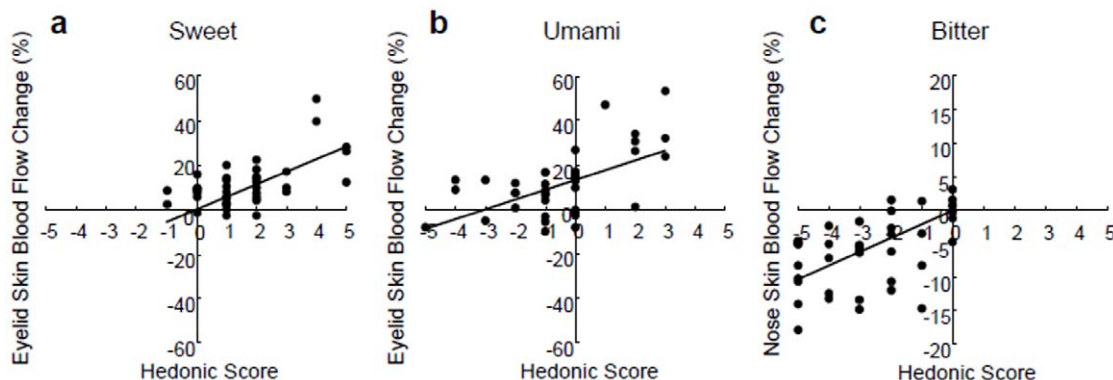 a Sweet
Eyelid Skin Blood Flow Change (%)
60
40
20
0
-20
-40
-60
-5 -4 -3 -2 -1 0 1 2 3 4 5
Hedonic Score
b Umami
Eyelid Skin Blood Flow Change (%)
60
40
20
0
-20
-40
-60
-5 -4 -3 -2 -1 0 1 2 3 4 5
Hedonic Score
c Bitter
Nose Skin Blood Flow Change (%)
20
15
10
5
0
-5
-10
-15
-20
-5 -4 -3 -2 -1 0 1 2 3 4 5
Hedonic Score